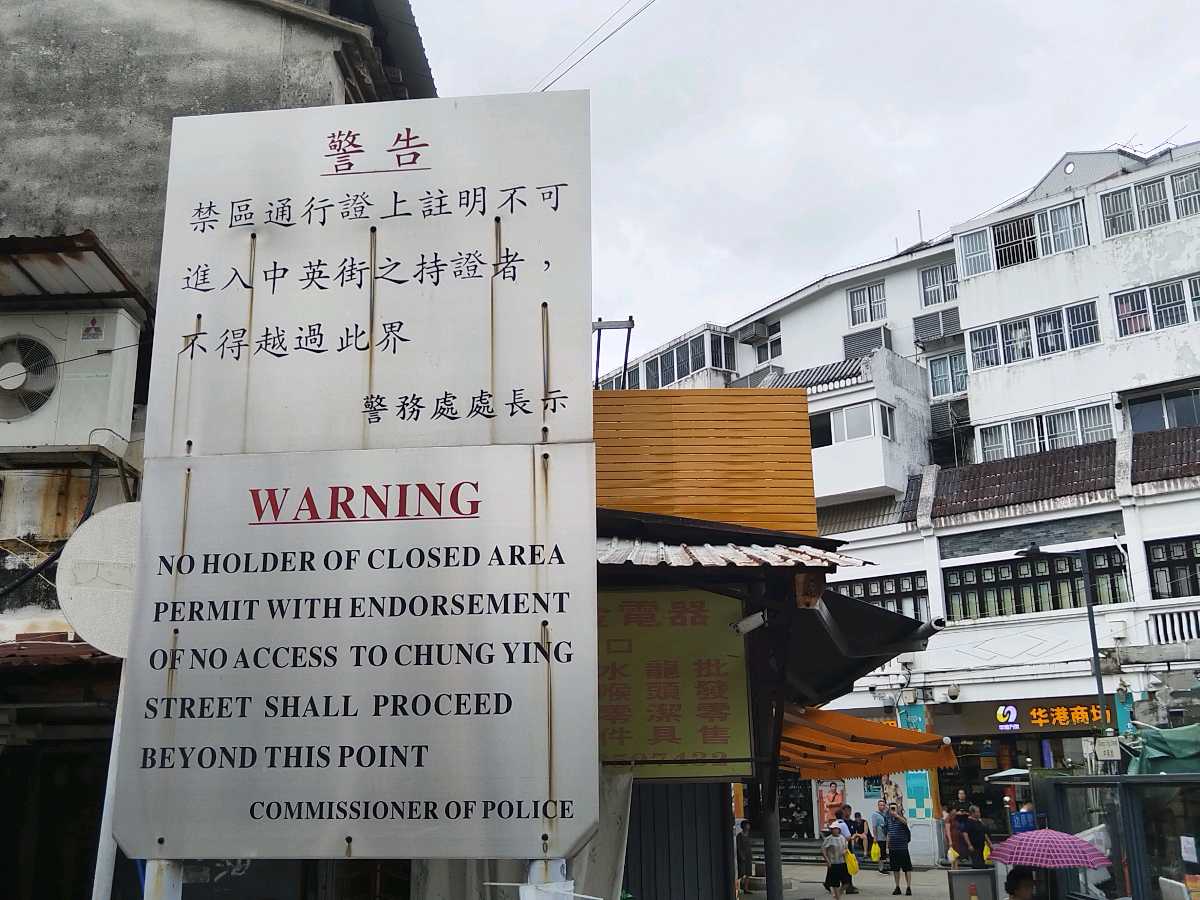 警告
禁區通行證上註明不可
進入中英街之持證者，
不得越過此界
警務處處長示
WARNING
NO HOLDER OF CLOSED AREA
PERMIT WITH ENDORSEMENT
OF NO ACCESS TO CHUNG YING
STREET SHALL PROCEED
BEYOND THIS POINT
COMMISSIONER OF POLICE
電器
口
水龍批
喉頭發
零潔零
件具售
华港商坊